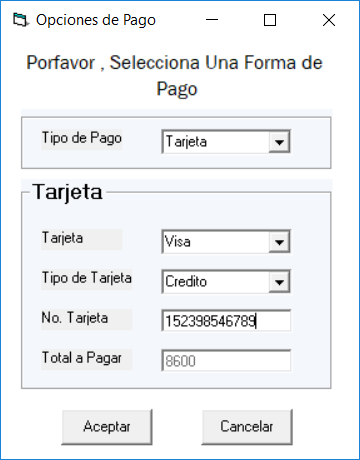 Opciones de Pago
Porfavor , Selecciona Una Forma de
Pago
Tipo de Pago Tarjeta
Tarjeta
Tarjeta Visa
Tipo de Tarjeta Credito
No. Tarjeta 152398546789
Total a Pagar 8600
Aceptar Cancelar